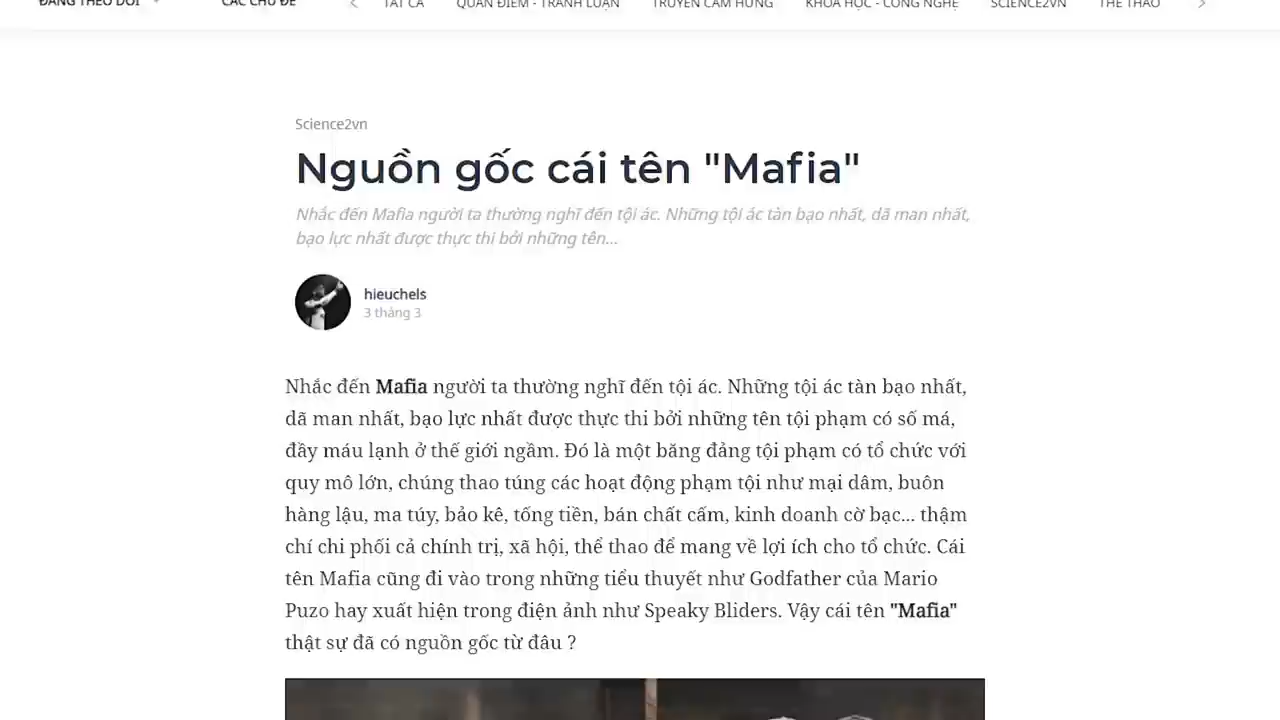 ĐANG THEO DÕI
CÁC CHỦ ĐỀ
TẤT CẢ
QUAN ĐIỂM - TRANH LUẬN
TRUYỀN CẢM HỨNG
KHOA HỌC - CÔNG NGHỆ
SCIENCE2VN
THỂ THAO
Science2vn
Nguồn gốc cái tên "Mafia"
Nhắc đến Mafia người ta thường nghĩ đến tội ác. Những tội ác tàn bạo nhất, dã man nhất,
bạo lực nhất được thực thi bởi những tên...
hieuchels
3 tháng 3
Nhắc đến Mafia người ta thường nghĩ đến tội ác. Những tội ác tàn bạo nhất,
dã man nhất, bạo lực nhất được thực thi bởi những tên tội phạm có số má,
đầy máu lạnh ở thế giới ngầm. Đó là một băng đảng tội phạm có tổ chức với
quy mô lớn, chúng thao túng các hoạt động phạm tội như mại dâm, buôn
hàng lậu, ma túy, bảo kê, tống tiền, bán chất cấm, kinh doanh cờ bạc... thậm
chí chi phối cả chính trị, xã hội, thể thao để mang về lợi ích cho tổ chức. Cái
tên Mafia cũng đi vào trong những tiểu thuyết như Godfather của Mario
Puzo hay xuất hiện trong điện ảnh như Speaky Bliders. Vậy cái tên "Mafia"
thật sự đã có nguồn gốc từ đâu ?